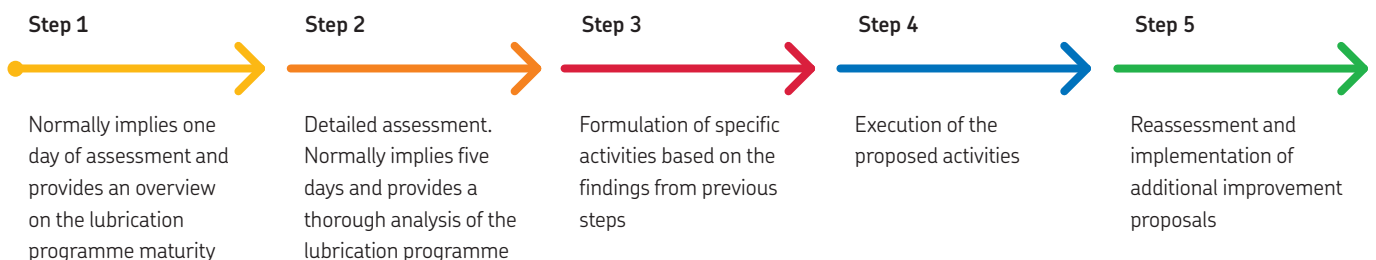 Step 1
Normally implies one
day of assessment and
provides an overview
on the lubrication
programme maturity
Step 2
Detailed assessment.
Normally implies five
days and provides a
thorough analysis of the
lubrication programme
Step 3
Formulation of specific
activities based on the
findings from previous
steps
Step 4
Execution of the
proposed activities
Step 5
Reassessment and
implementation of
additional improvement
proposals